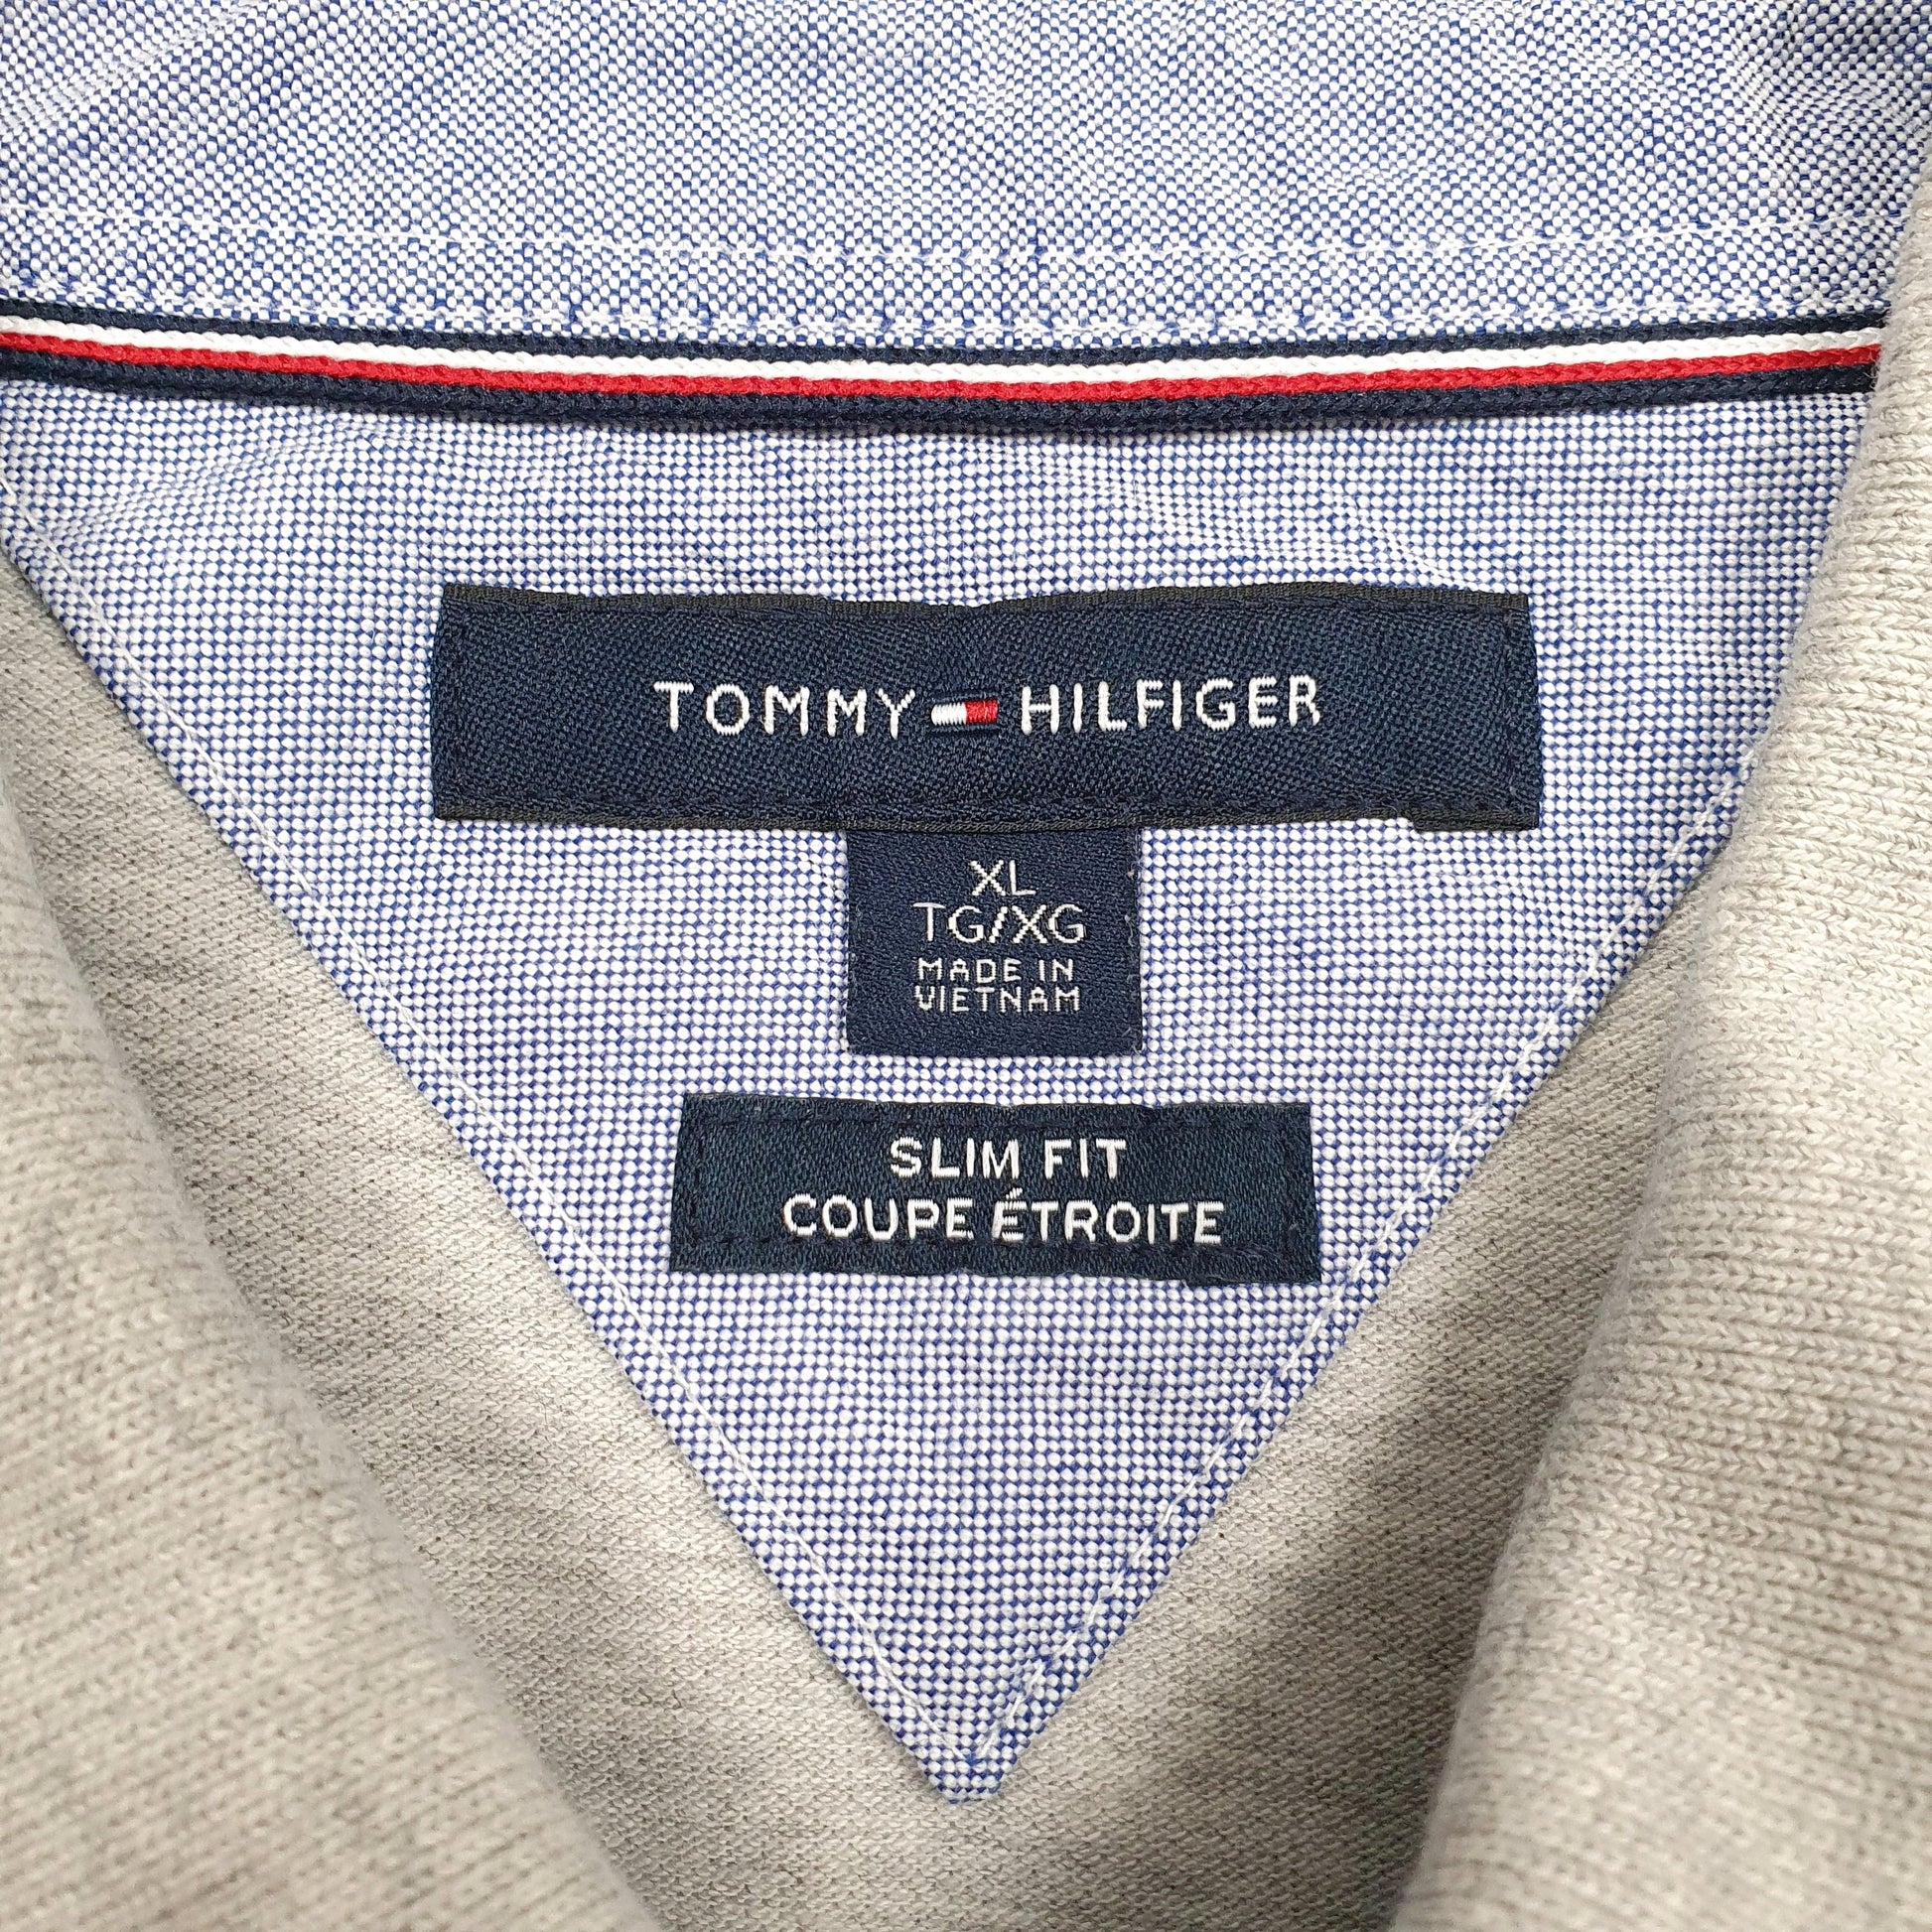 TOMMY HILFIGER
XL
TG/XG
MADE IN
VIETNAM
SLIM FIT
COUPE ÉTROITE